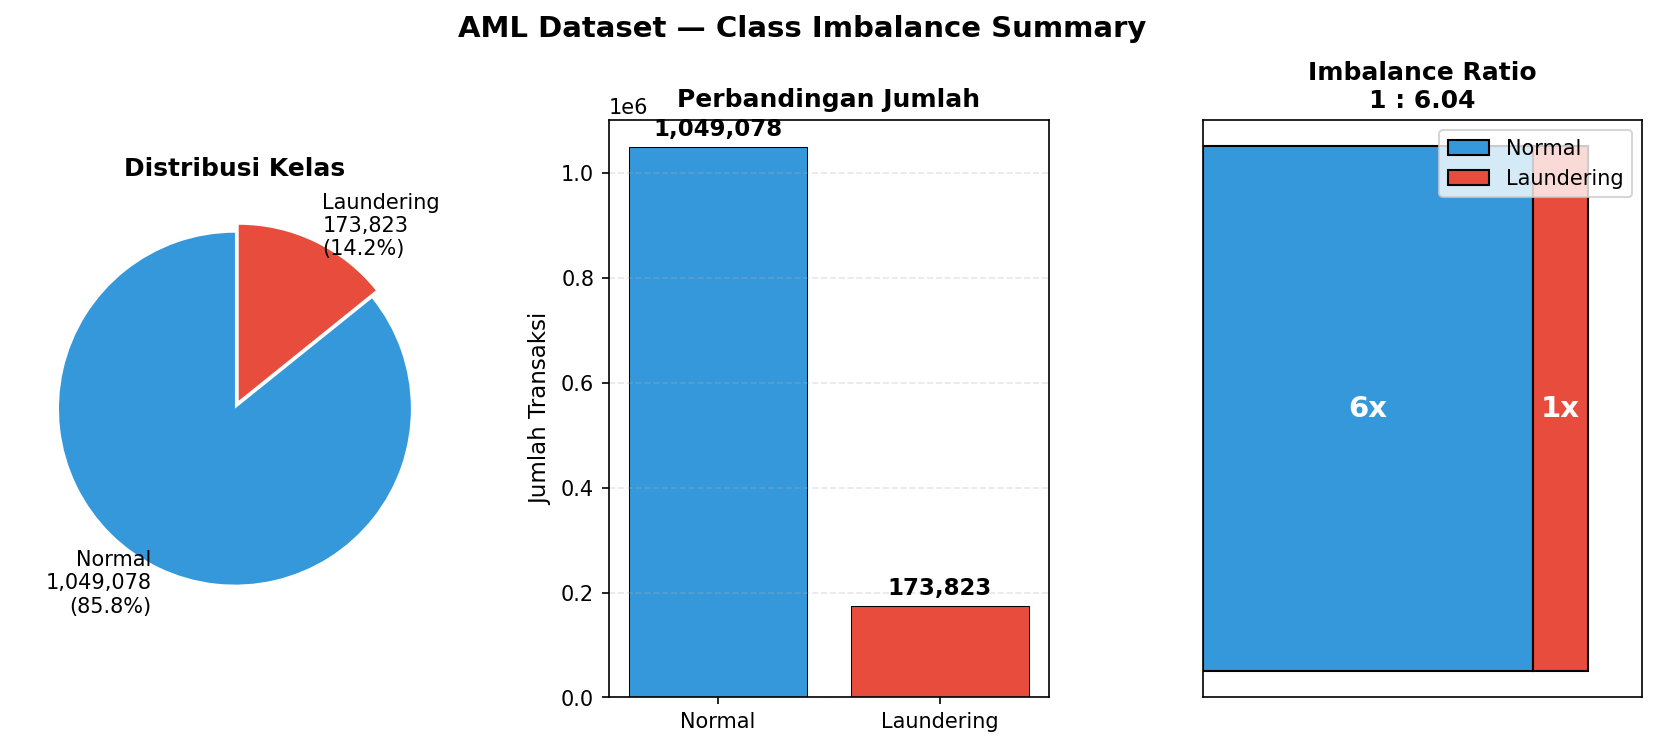 AML Dataset — Class Imbalance Summary
Distribusi Kelas
Laundering
173,823
(14.2%)
Normal
1,049,078
(85.8%)
Perbandingan Jumlah
1e6
1,049,078
173,823
Jumlah Transaksi
1.0
0.8
0.6
0.4
0.2
0.0
Normal
Laundering
Imbalance Ratio
1 : 6.04
Normal
Laundering
6x
1x